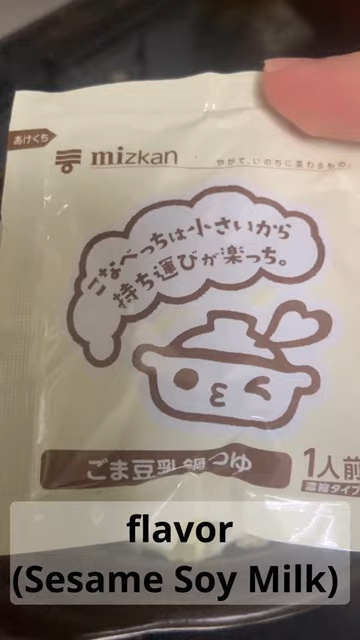 あけくち
mizkan
やがて、いのちに変わるもの。
こなべっちは小さいから
持ち運びが楽っち。
ごま豆乳鍋つゆ
1人前
濃縮タイプ
flavor
(Sesame Soy Milk)